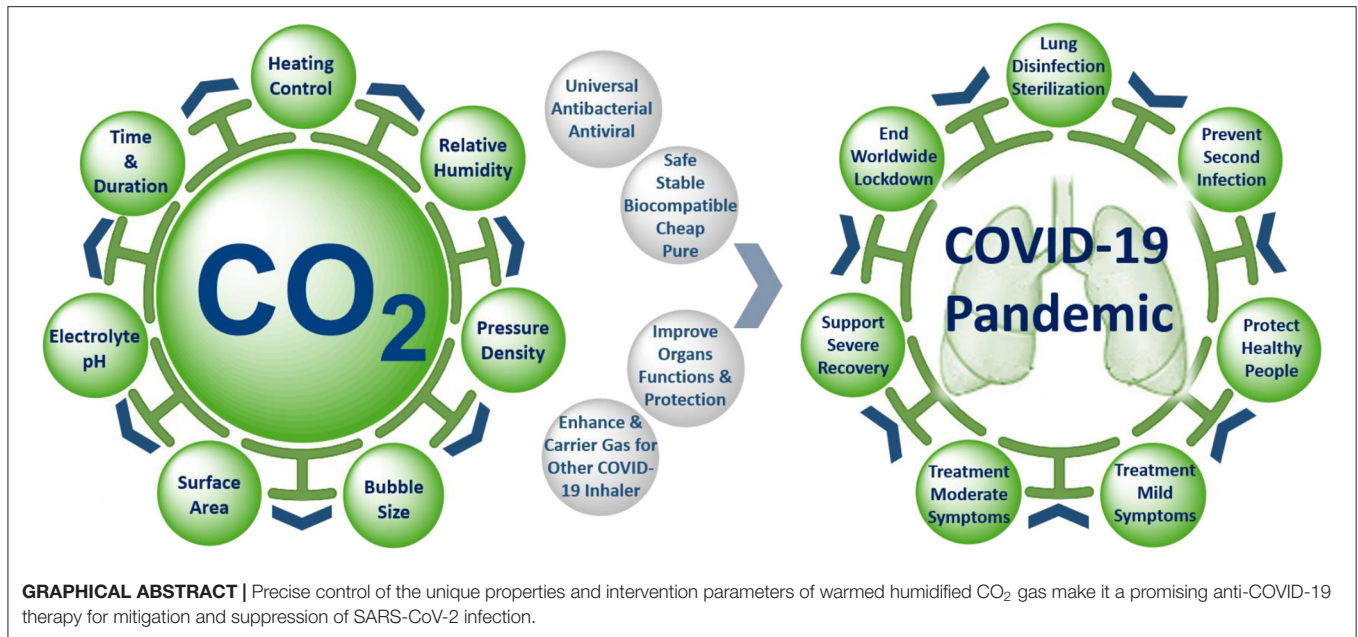 Heating
Control
Time
&
Duration
Relative
Humidity
CO₂
Electrolyte
pH
Pressure
Density
Surface
Area
Bubble
Size
Universal
Antibacterial
Antiviral
Safe
Stable
Biocompatible
Cheap
Pure
Improve
Organs
Functions &
Protection
Enhance &
Carrier Gas for
Other COVID-
19 Inhaler
Lung
Disinfection
Sterilization
End
Worldwide
Lockdown
Prevent
Second
Infection
COVID-19
Pandemic
Support
Severe
Recovery
Protect
Healthy
People
Treatment
Moderate
Symptoms
Treatment
Mild
Symptoms
GRAPHICAL ABSTRACT | Precise control of the unique properties and intervention parameters of warmed humidified CO₂ gas make it a promising anti-COVID-19
therapy for mitigation and suppression of SARS-CoV-2 infection.